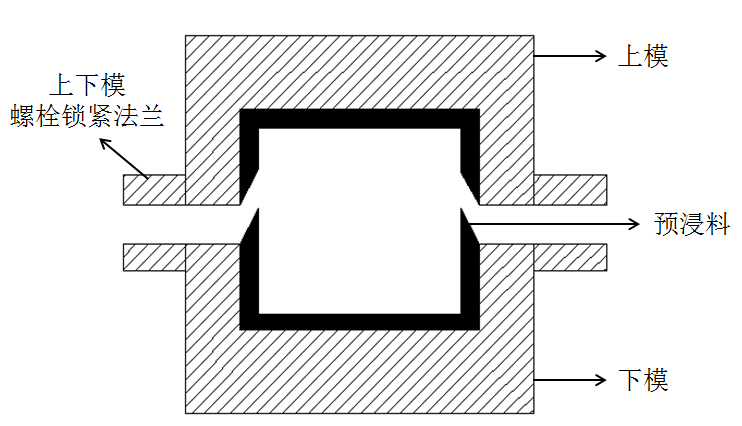 上模
上下模
螺栓锁紧法兰
预浸料
下模